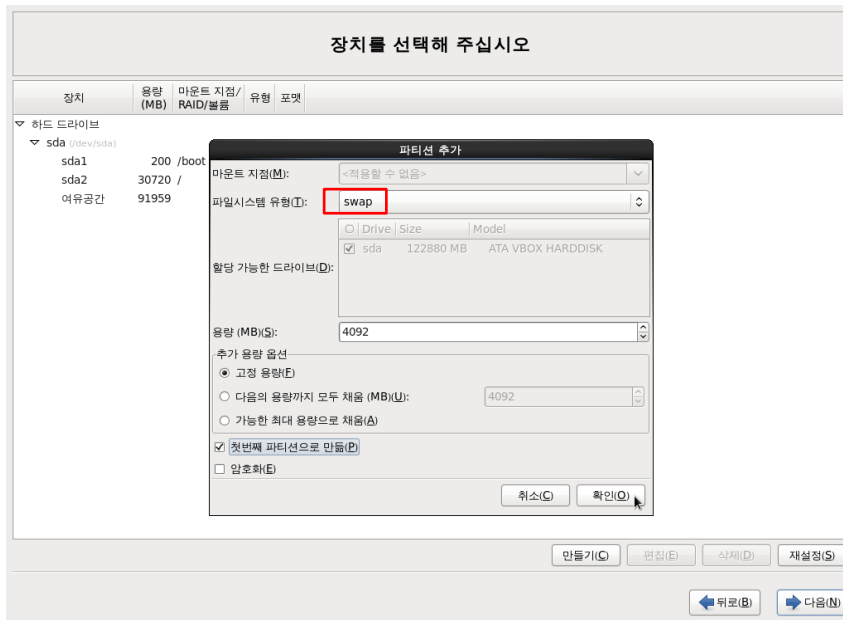 장치를 선택해 주십시오
장치 용량 (MB) 마운트 지점/ RAID/볼륨 유형 포맷
하드 드라이브
sda (/dev/sda)
sda1 200 /boot
sda2 30720 /
여유공간 91959
파티션 추가
마운트 지점(M): <적용할 수 없음>
파일시스템 유형(T): swap
Drive Size Model
sda 122880 MB ATA VBOX HARDDISK
할당 가능한 드라이브(D):
용량 (MB)(S): 4092
추가 용량 옵션
고정 용량(F)
다음의 용량까지 모두 채움 (MB)(U): 4092
가능한 최대 용량으로 채움(A)
첫번째 파티션으로 만듦(P)
암호화(E)
취소(C) 확인(O)
만들기(C) 편집(E) 삭제(D) 재설정(S)
뒤로(B) 다음(N)